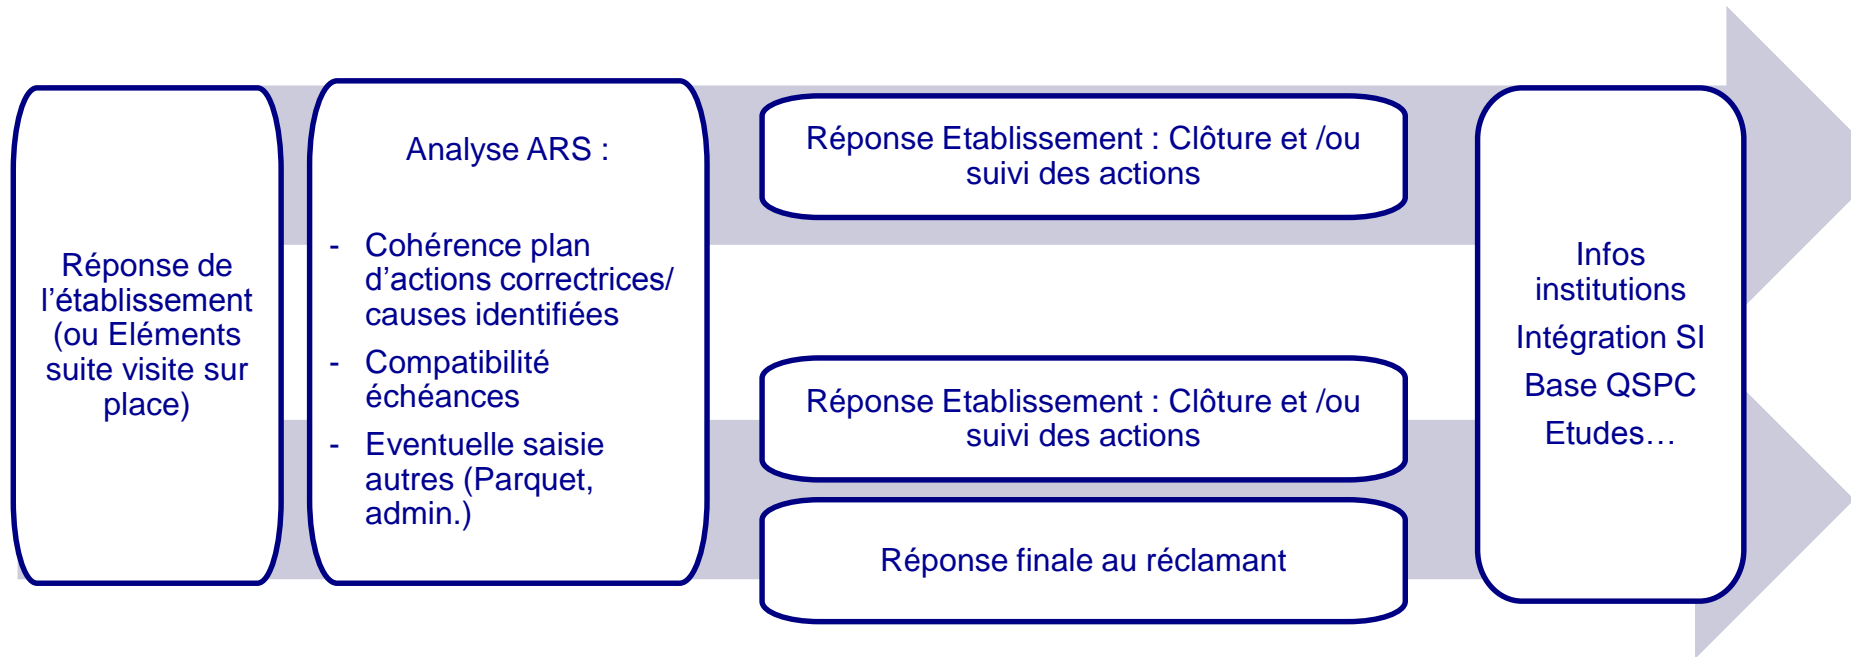 Réponse de
l’établissement
(ou Eléments
suite visite sur
place)
Analyse ARS :
- Cohérence plan
d’actions correctrices/
causes identifiées
- Compatibilité
échéances
- Eventuelle saisie
autres (Parquet,
admin.)
Réponse Etablissement : Clôture et /ou
suivi des actions
Réponse Etablissement : Clôture et /ou
suivi des actions
Réponse finale au réclamant
Infos
institutions
Intégration SI
Base QSPC
Etudes…